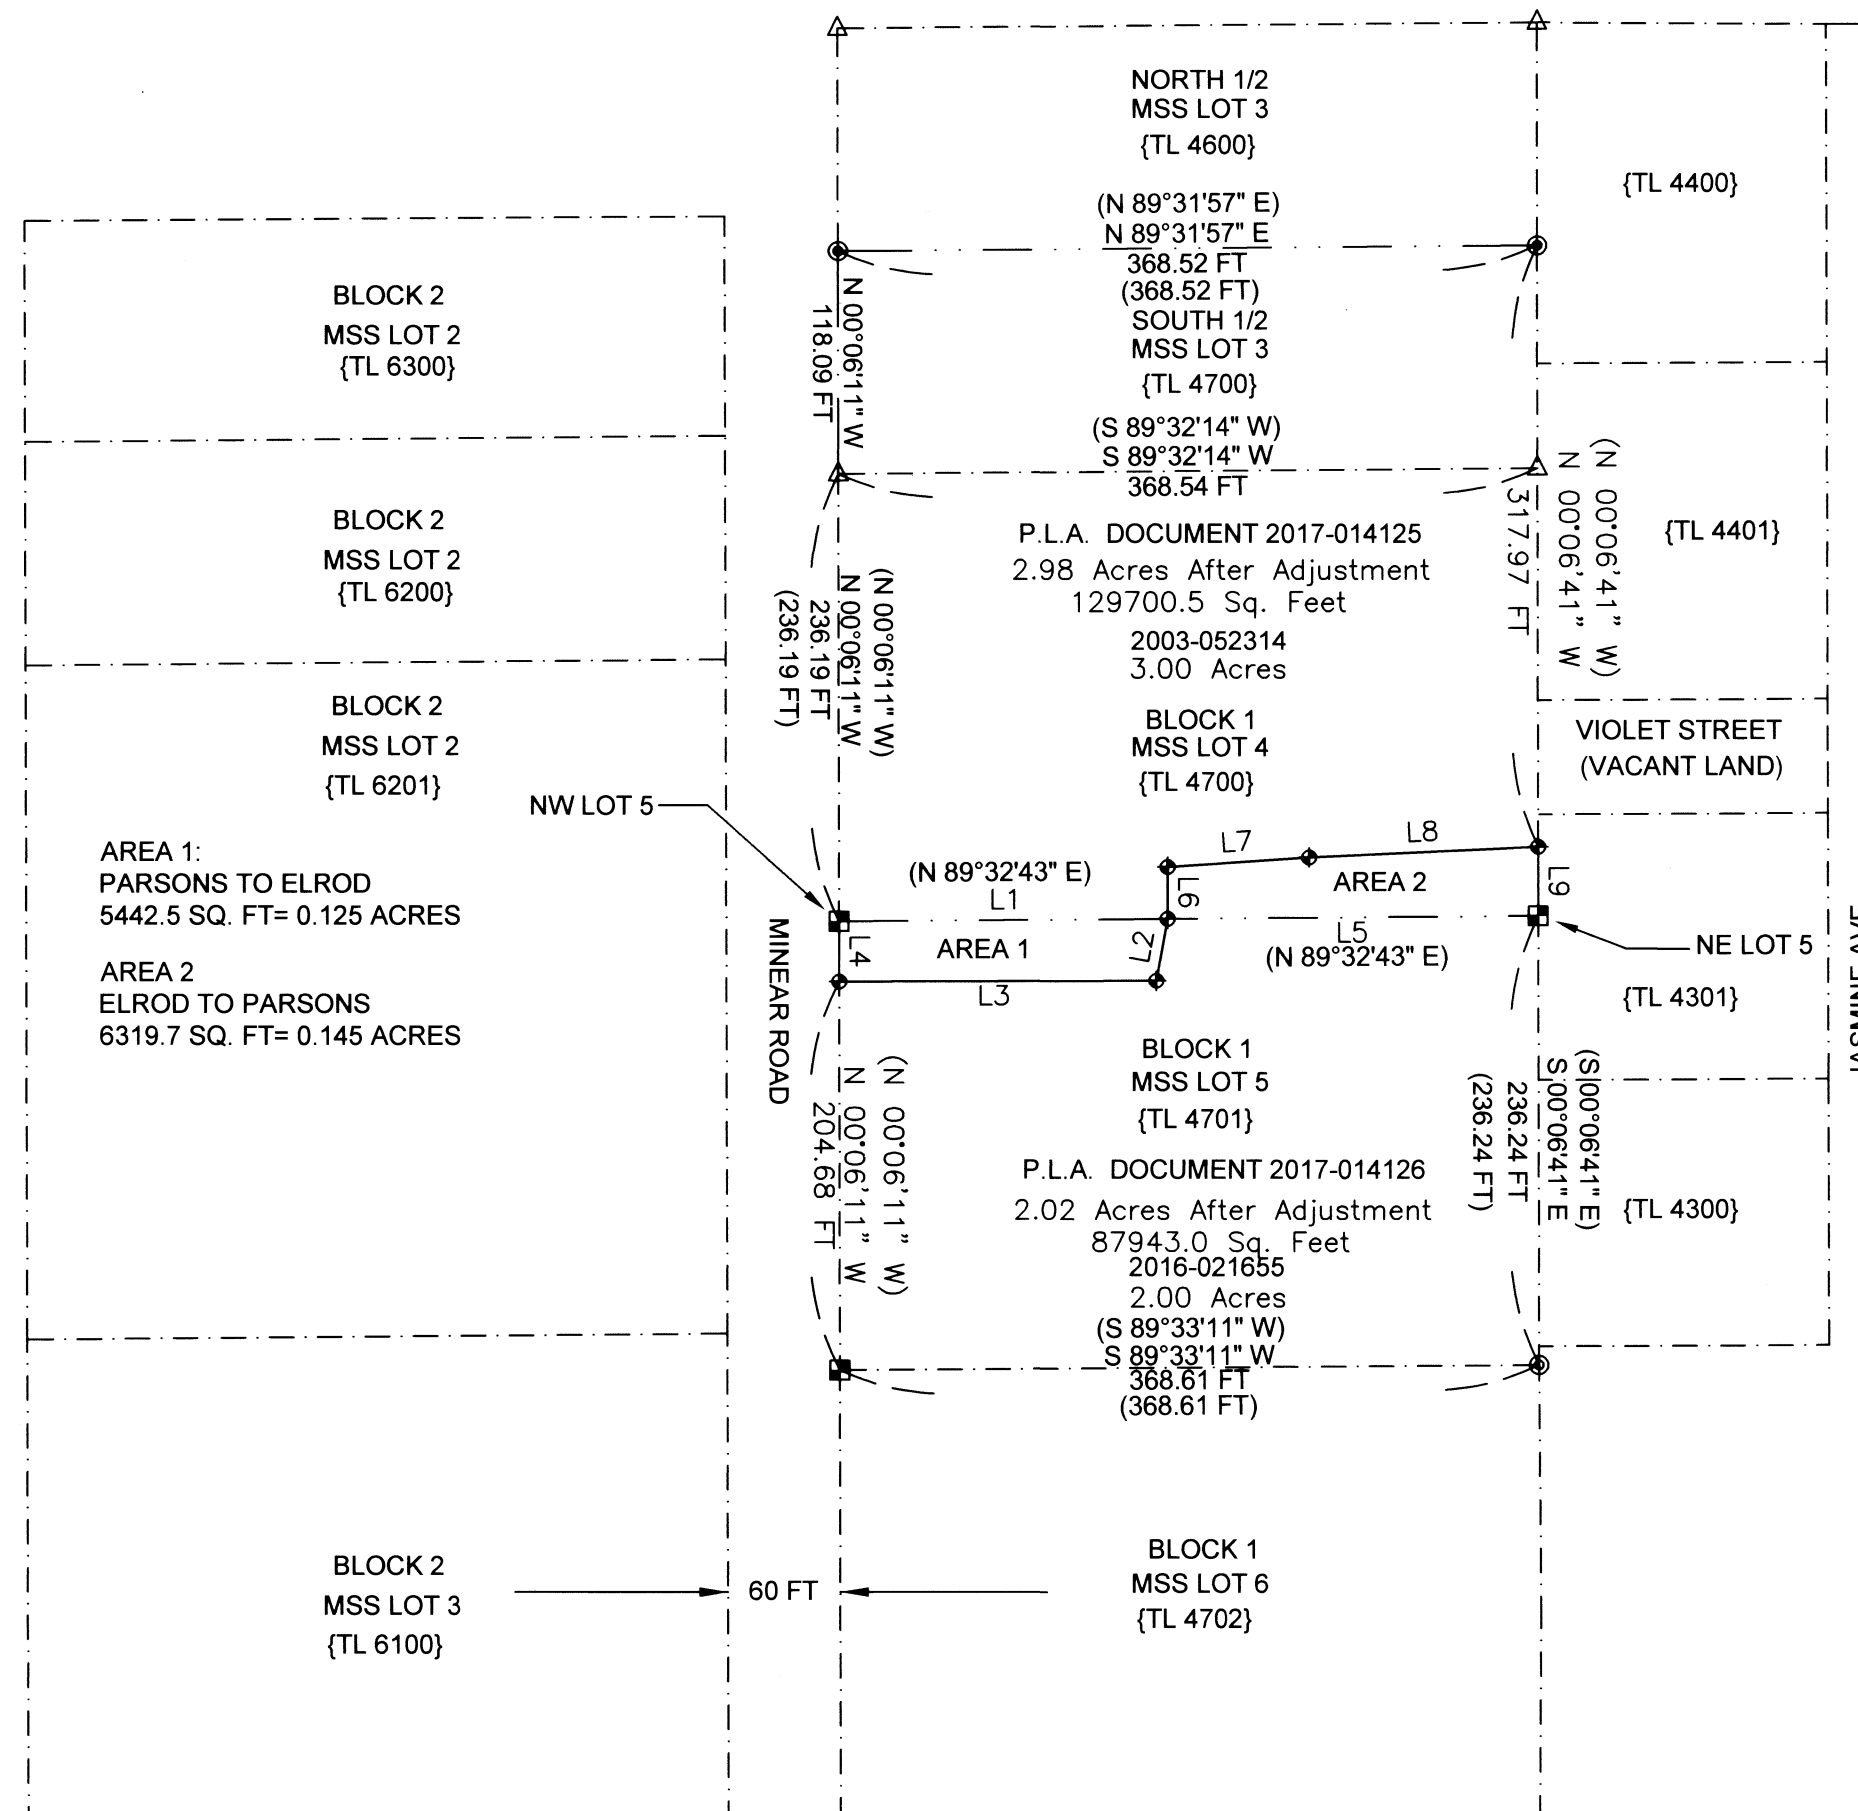 NORTH 1/2
MSS LOT 3
{TL 4600}
{TL 4400}
(N 89°31'57" E)
N 89°31'57" E
368.52 FT
(368.52 FT)
SOUTH 1/2
MSS LOT 3
{TL 4700}
N 00°06'11" W
118.09 FT
BLOCK 2
MSS LOT 2
{TL 6300}
(S 89°32'14" W)
S 89°32'14" W
368.54 FT
BLOCK 2
MSS LOT 2
{TL 6200}
P.L.A. DOCUMENT 2017-014125
2.98 Acres After Adjustment
129700.5 Sq. Feet
2003-052314
3.00 Acres
(N 00°06'11" W)
N 00°06'11" W
236.19 FT
(236.19 FT)
(N 00°06'41" W)
N 00°06'41" W
317.97 FT
{TL 4401}
BLOCK 2
MSS LOT 2
{TL 6201}
BLOCK 1
MSS LOT 4
{TL 4700}
VIOLET STREET
(VACANT LAND)
NW LOT 5
AREA 1:
PARSONS TO ELROD
5442.5 SQ. FT= 0.125 ACRES
AREA 2
ELROD TO PARSONS
6319.7 SQ. FT= 0.145 ACRES
L7
L8
(N 89°32'43" E)
L1
L6
AREA 2
L9
L4
AREA 1
L2
L5
(N 89°32'43" E)
NE LOT 5
L3
MINEAR ROAD
{TL 4301}
BLOCK 1
MSS LOT 5
{TL 4701}
(N 00°06'11" W)
N 00°06'11" W
204.68 FT
(S 00°06'41" E)
S 00°06'41" E
236.24 FT
(236.24 FT)
P.L.A. DOCUMENT 2017-014126
2.02 Acres After Adjustment
87943.0 Sq. Feet
2016-021655
2.00 Acres
{TL 4300}
(S 89°33'11" W)
S 89°33'11" W
368.61 FT
(368.61 FT)
BLOCK 2
MSS LOT 3
{TL 6100}
60 FT
BLOCK 1
MSS LOT 6
{TL 4702}